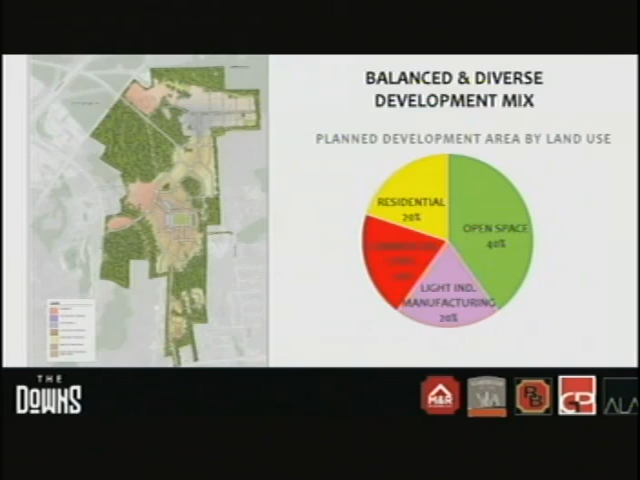 BALANCED & DIVERSE
DEVELOPMENT MIX
PLANNED DEVELOPMENT AREA BY LAND USE
RESIDENTIAL
20%
OPEN SPACE
40%
LIGHT IND.
MANUFACTURING
20%
THE
DOWNS
M&R